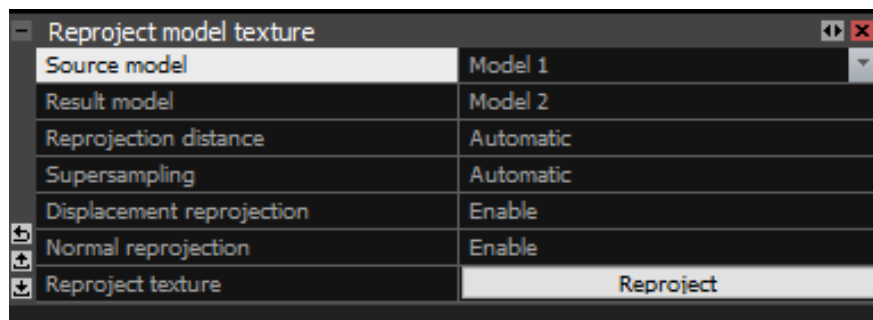 Reproject model texture
Source model Model 1
Result model Model 2
Reprojection distance Automatic
Supersampling Automatic
Displacement reprojection Enable
Normal reprojection Enable
Reproject texture Reproject